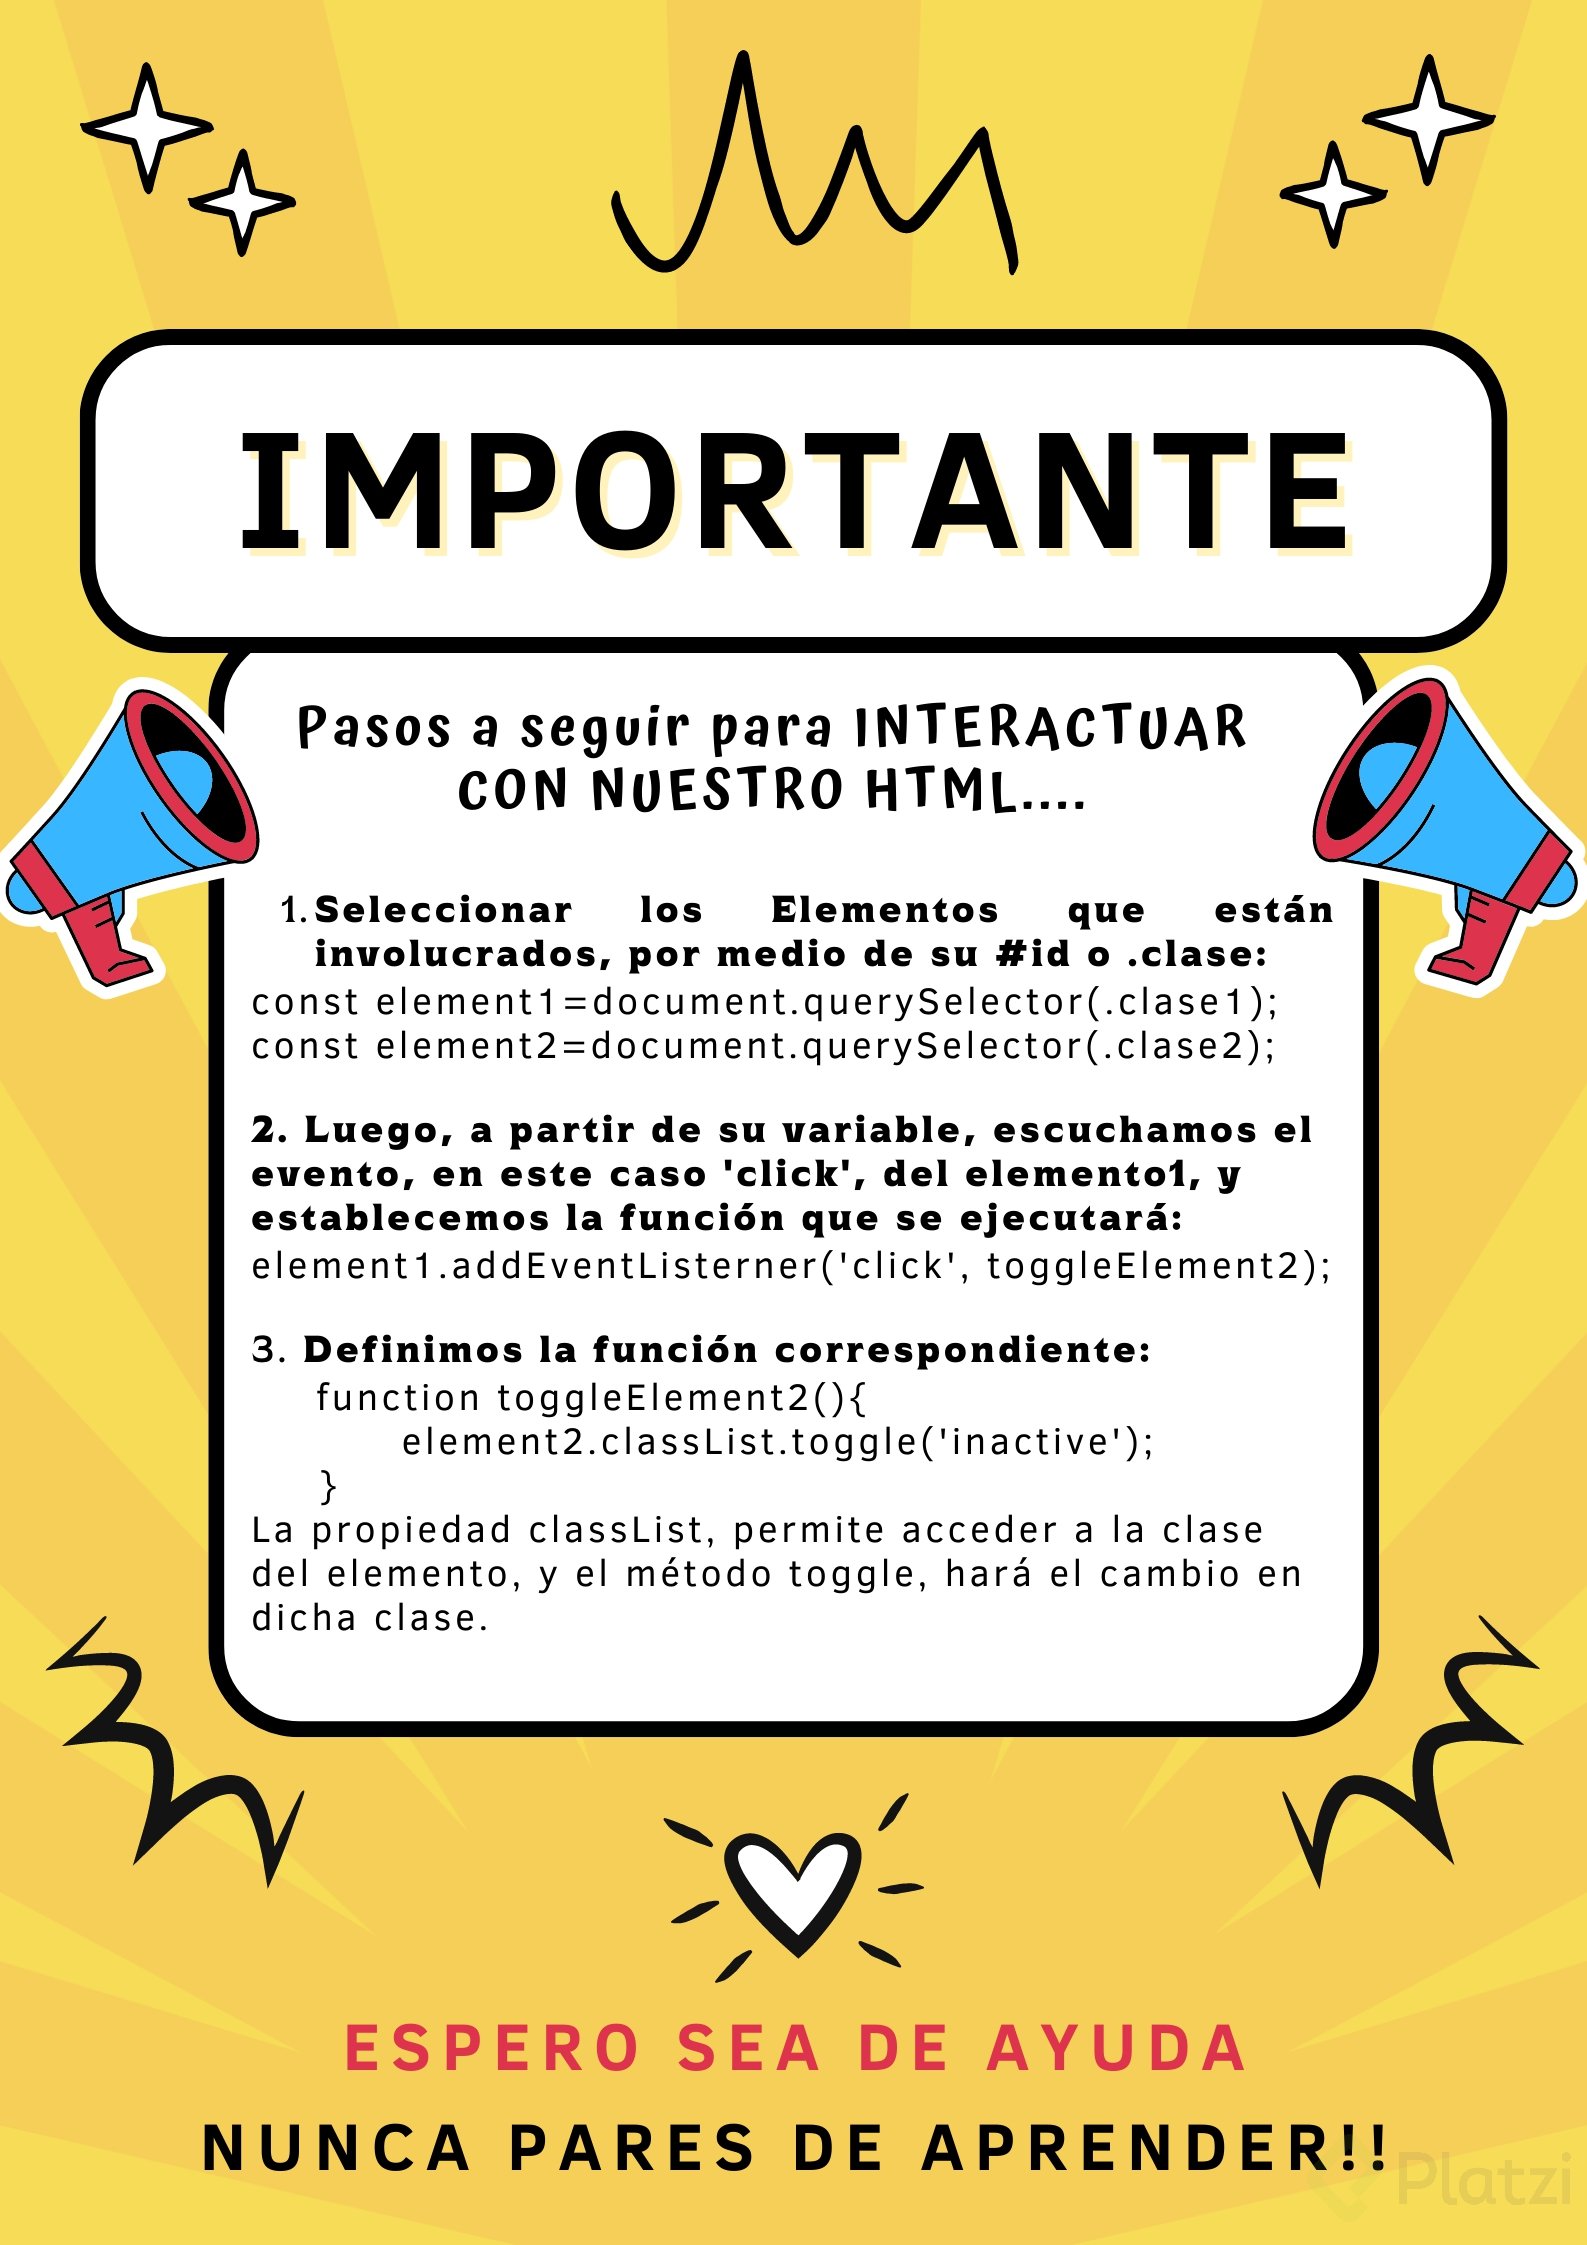 IMPORTANTE
Pasos a seguir para INTERACTUAR
CON NUESTRO HTML....
1. Seleccionar los Elementos que están
involucrados, por medio de su #id o .clase:
const element1=document.querySelector(.clase1);
const element2=document.querySelector(.clase2);
2. Luego, a partir de su variable, escuchamos el
evento, en este caso 'click', del elemento1, y
establecemos la función que se ejecutará:
element1.addEventListerner('click', toggleElement2);
3. Definimos la función correspondiente:
function toggleElement2(){
element2.classList.toggle('inactive');
}
La propiedad classList, permite acceder a la clase
del elemento, y el método toggle, hará el cambio en
dicha clase.
ESPERO SEA DE AYUDA
NUNCA PARES DE APRENDER!!
Platzi